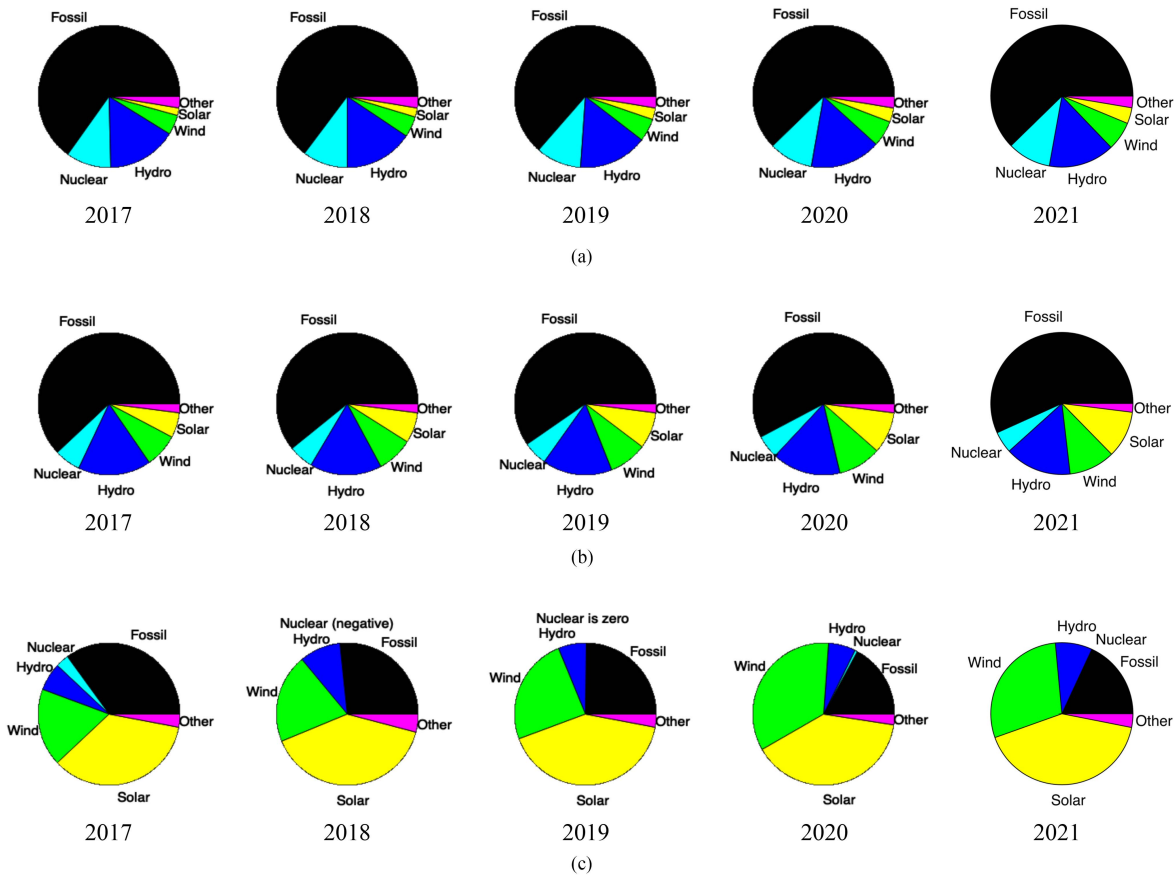 Fossil Fossil Fossil Fossil Fossil
Other Other Other Other Other
Solar Solar Solar Solar Solar
Wind Wind Wind Wind Wind
Nuclear Hydro Nuclear Hydro Nuclear Hydro Nuclear Hydro Nuclear Hydro
2017 2018 2019 2020 2021
(a)
Fossil Fossil Fossil Fossil Fossil
Other Other Other Other Other
Solar Solar Solar Solar Solar
Nuclear Wind Nuclear Wind Nuclear Wind Nuclear Wind Nuclear Wind
Hydro Hydro Hydro Hydro Hydro
2017 2018 2019 2020 2021
(b)
Nuclear Fossil Nuclear (negative) Nuclear is zero Hydro Hydro
Hydro Hydro Fossil Hydro Fossil Nuclear Nuclear
Wind Wind Wind Wind Fossil Wind Fossil
Other Other Other Other Other
Solar Solar Solar Solar Solar
2017 2018 2019 2020 2021
(c)